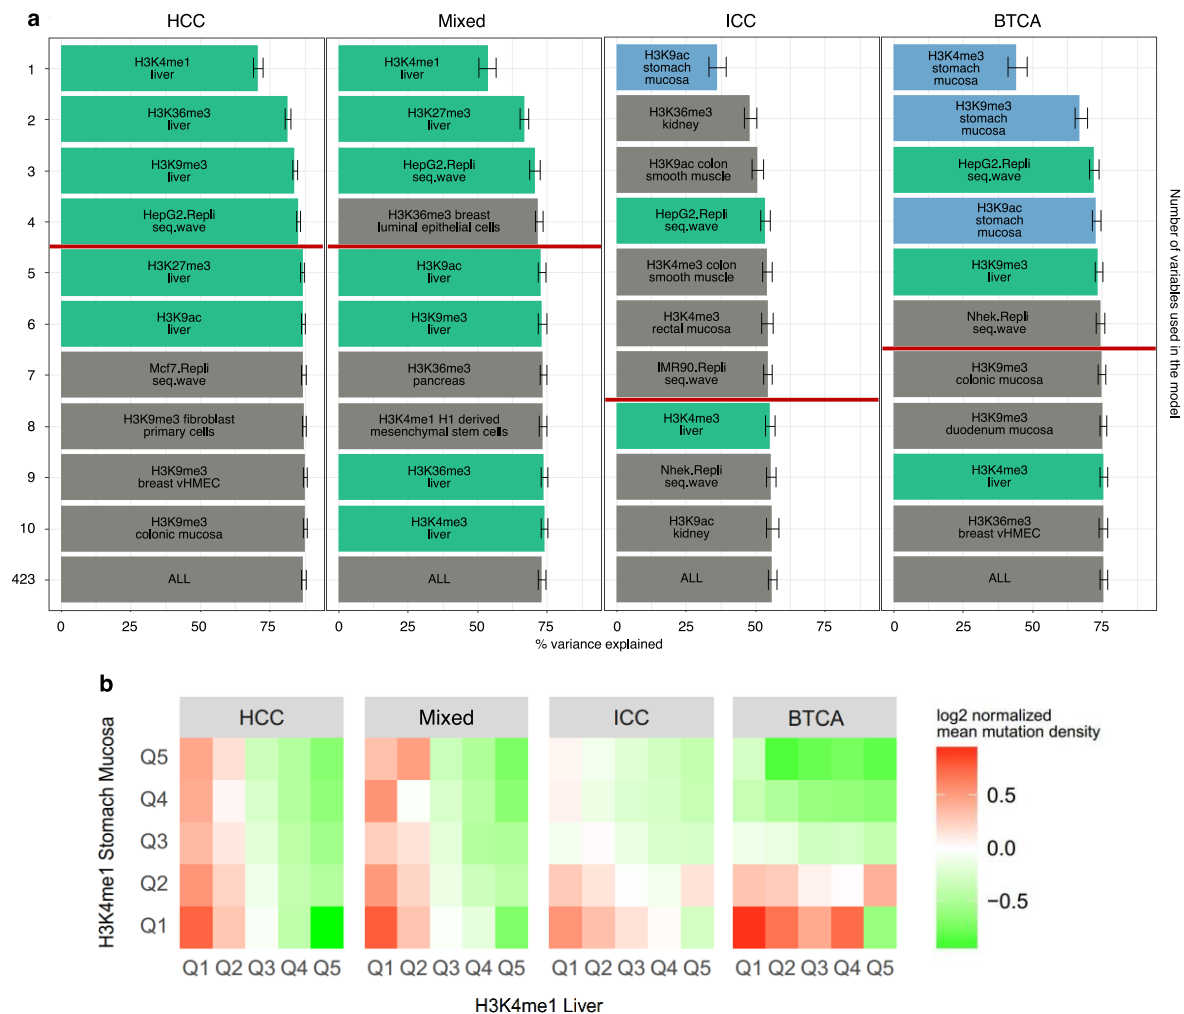 a
HCC
Mixed
ICC
BTCA
1
2
3
4
5
6
7
8
9
10
423
H3K4me1
liver
H3K36me3
liver
H3K9me3
liver
HepG2.Repli
seq.wave
H3K27me3
liver
H3K9ac
liver
Mcf7.Repli
seq.wave
H3K9me3 fibroblast
primary cells
H3K9me3
breast vHMEC
H3K9me3
colonic mucosa
ALL
H3K4me1
liver
H3K27me3
liver
HepG2.Repli
seq.wave
H3K36me3 breast
luminal epithelial cells
H3K9ac
liver
H3K9me3
liver
H3K36me3
pancreas
H3K4me1 H1 derived
mesenchymal stem cells
H3K36me3
liver
H3K4me3
liver
ALL
H3K9ac
stomach
mucosa
H3K36me3
kidney
H3K9ac colon
smooth muscle
HepG2.Repli
seq.wave
H3K4me3 colon
smooth muscle
H3K4me3
rectal mucosa
IMR90.Repli
seq.wave
H3K4me3
liver
Nhek.Repli
seq.wave
H3K9ac
kidney
ALL
H3K4me3
stomach
mucosa
H3K9me3
stomach
mucosa
HepG2.Repli
seq.wave
H3K9ac
stomach
mucosa
H3K9me3
liver
Nhek.Repli
seq.wave
H3K9me3
colonic mucosa
H3K9me3
duodenum mucosa
H3K4me3
liver
H3K36me3
breast vHMEC
ALL
Number of variables used in the model
0 25 50 75 0 25 50 75 0 25 50 75 0 25 50 75
% variance explained
b
HCC
Mixed
ICC
BTCA
H3K4me1 Stomach Mucosa
Q5
Q4
Q3
Q2
Q1
Q1 Q2 Q3 Q4 Q5 Q1 Q2 Q3 Q4 Q5 Q1 Q2 Q3 Q4 Q5 Q1 Q2 Q3 Q4 Q5
H3K4me1 Liver
log2 normalized
mean mutation density
0.5
0.0
−0.5